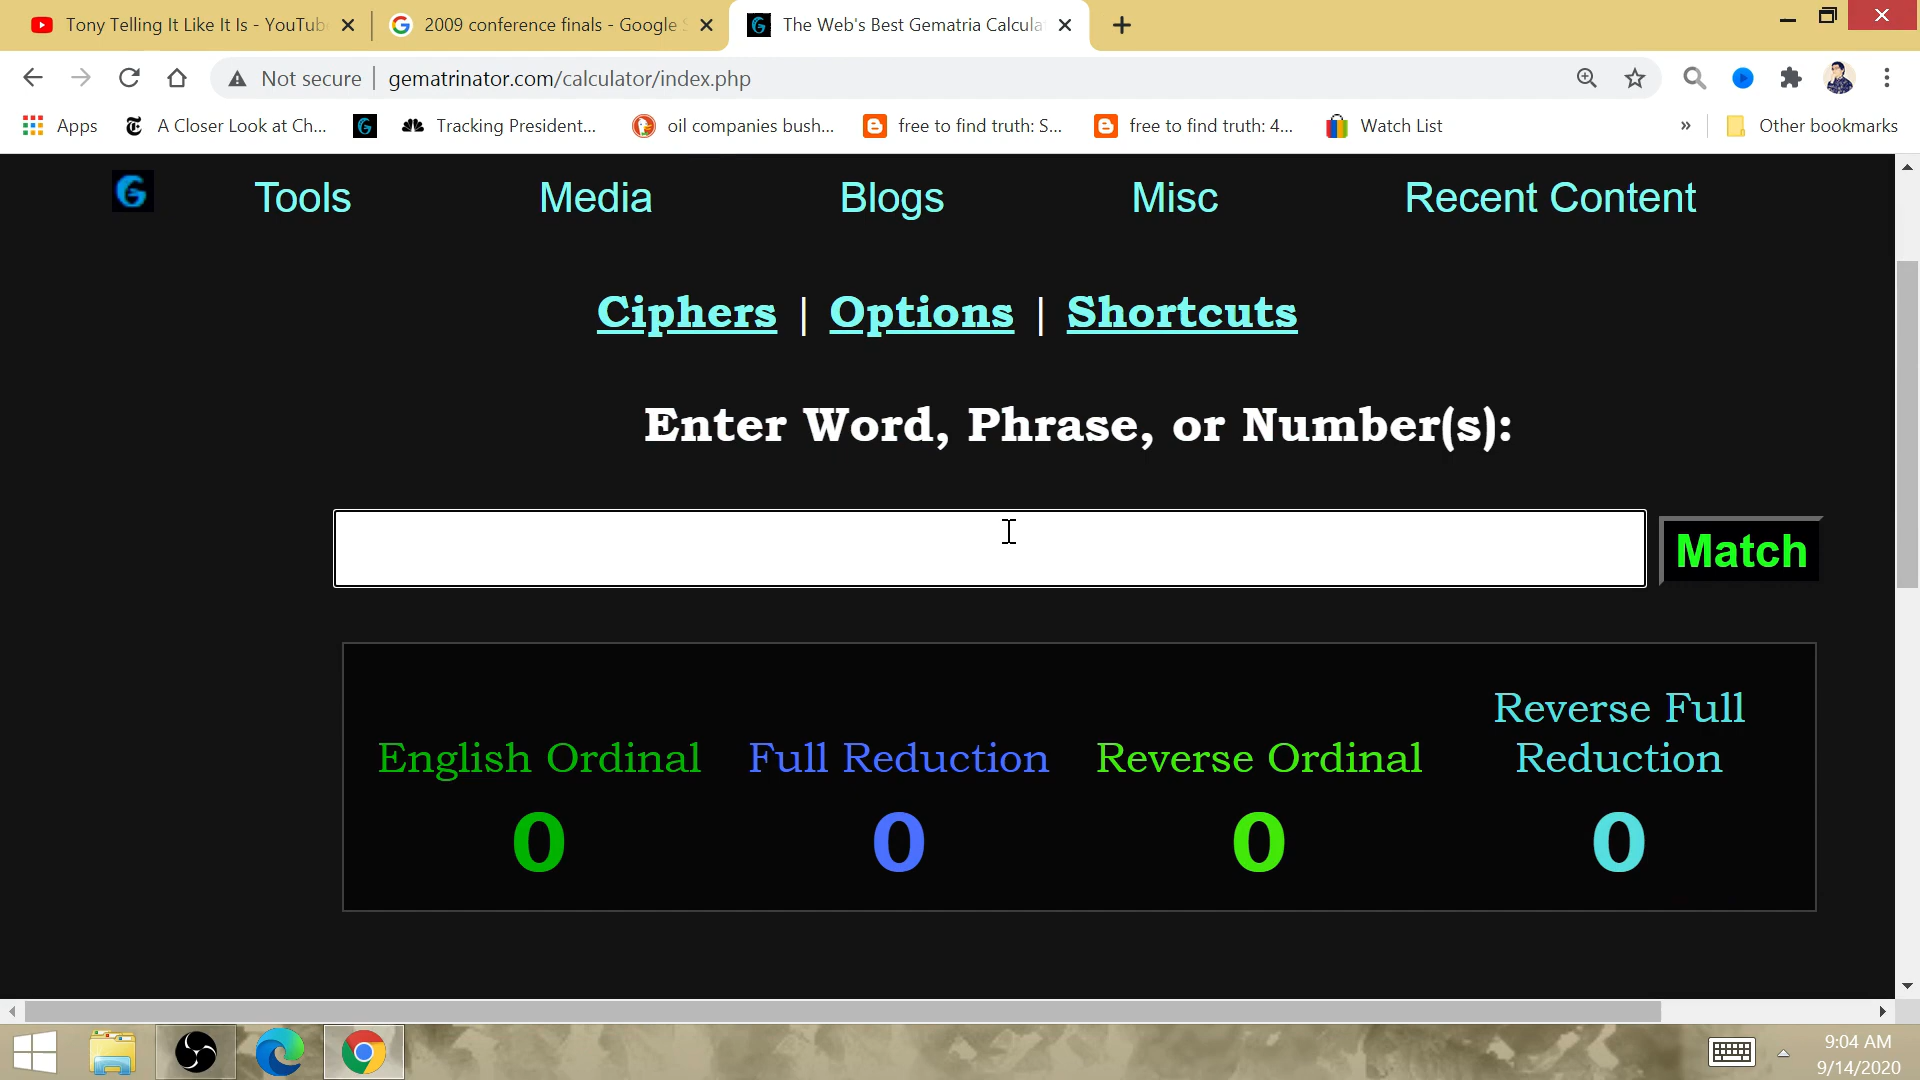 Tony Telling It Like It Is - YouTub
2009 conference finals - Google S
The Web's Best Gematria Calcula
Not secure
gematrinator.com/calculator/index.php
Apps
A Closer Look at Ch...
Tracking President...
oil companies bush...
free to find truth: S...
free to find truth: 4...
Watch List
»
Other bookmarks
Tools
Media
Blogs
Misc
Recent Content
Ciphers | Options | Shortcuts
Enter Word, Phrase, or Number(s):
Match
English Ordinal
0
Full Reduction
0
Reverse Ordinal
0
Reverse Full
Reduction
0
9:04 AM
9/14/2020